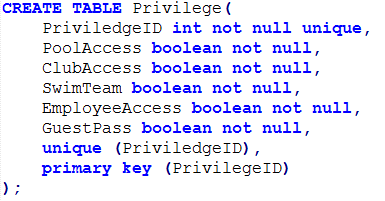 CREATE TABLE Privilege(
PriviledgeID int not null unique,
PoolAccess boolean not null,
ClubAccess boolean not null,
SwimTeam boolean not null,
EmployeeAccess boolean not null,
GuestPass boolean not null,
unique (PriviledgeID),
primary key (PrivilegeID)
);